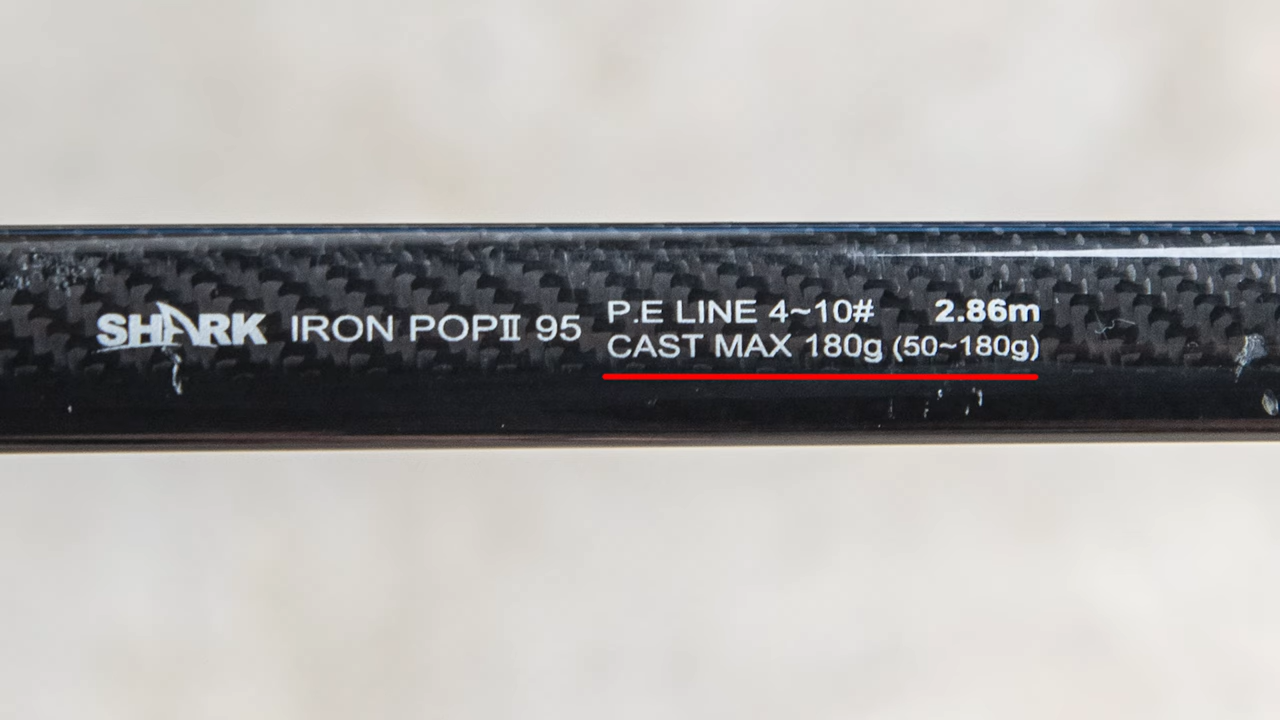 SHARK IRON POPⅡ 95
P.E LINE 4~10# 2.86m
CAST MAX 180g (50~180g)